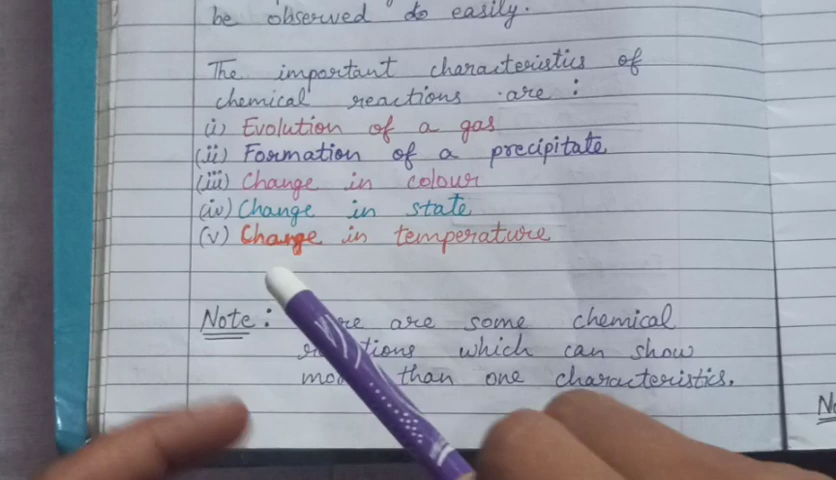 be observed easily.
The important characteristics of
chemical reactions are :
(i) Evolution of a gas
(ii) Formation of a precipitate
(iii) Change in colour
(iv) Change in state
(v) Change in temperature
Note : are some chemical
which can show
than one characteristics.